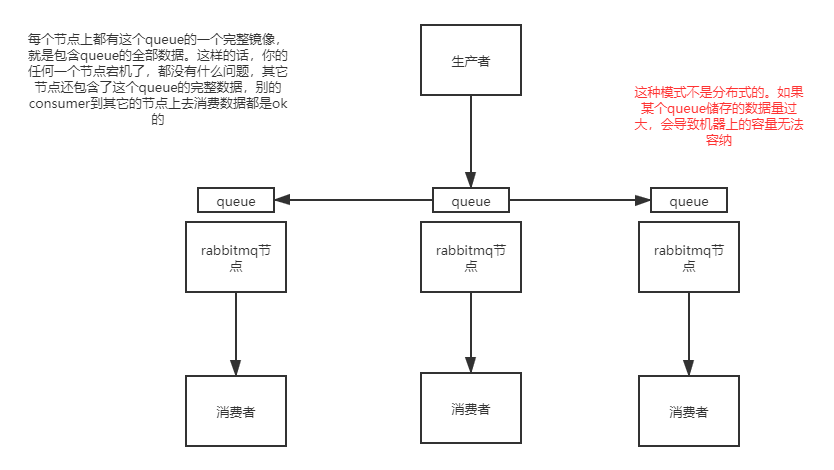 每个节点上都有这个queue的一个完整镜像，
就是包含queue的全部数据。这样的话，你的
任何一个节点宕机了，都没有什么问题，其它
节点还包含了这个queue的完整数据，别的
consumer到其它的节点上去消费数据都是ok
的
生产者
这种模式不是分布式的。如果
某个queue储存的数据量过
大，会导致机器上的容量无法
容纳
queue
queue
queue
rabbitmq节
点
rabbitmq节
点
rabbitmq节
点
消费者
消费者
消费者